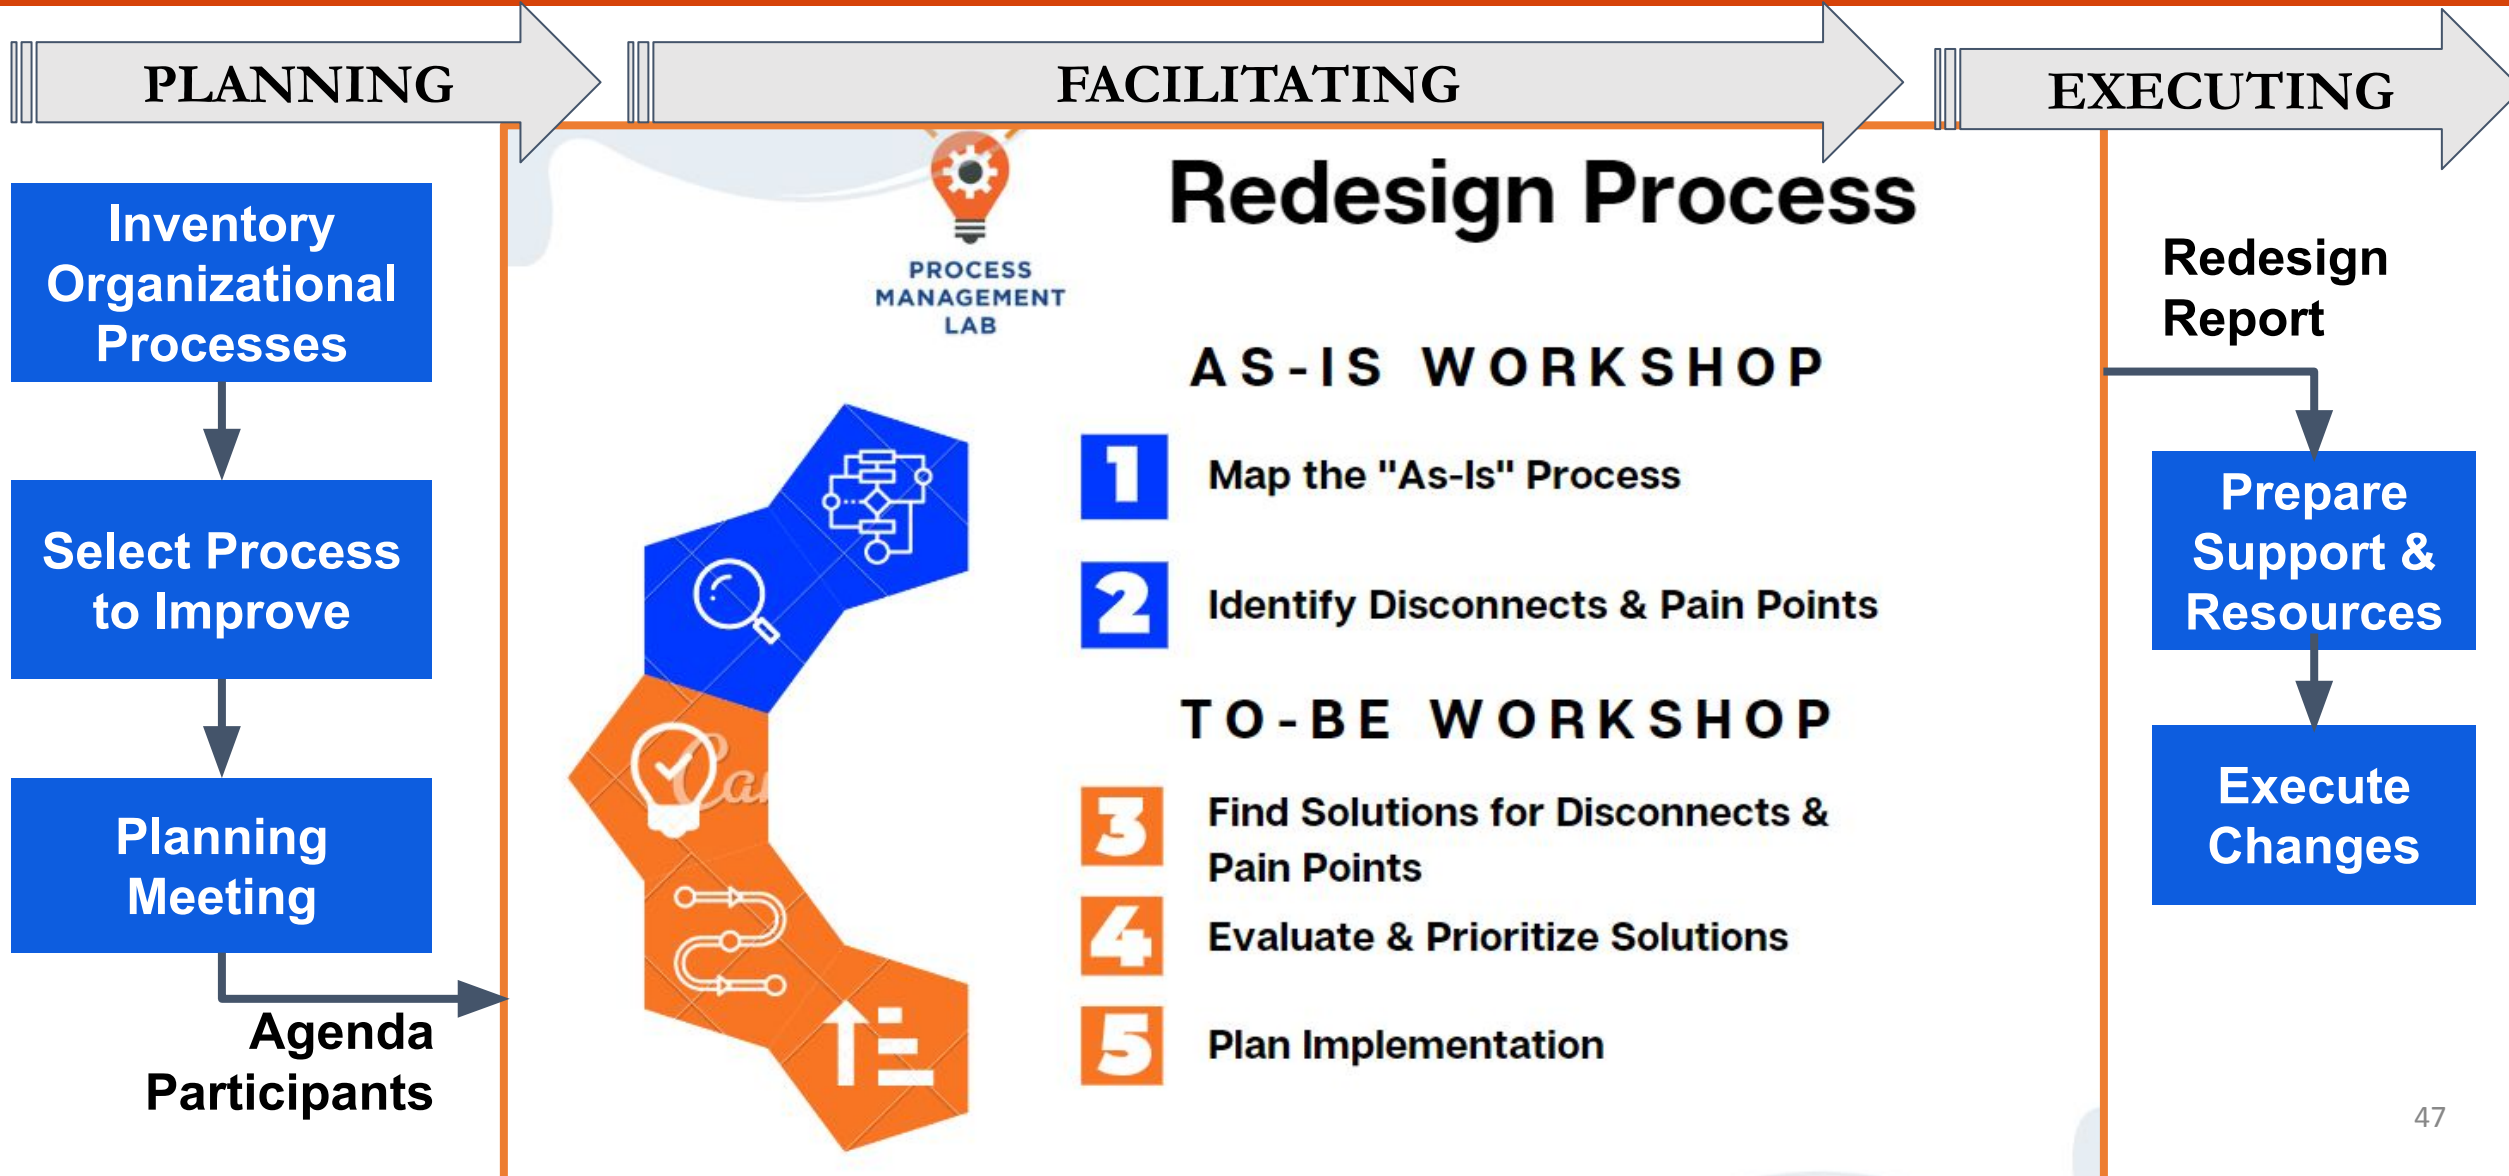 PLANNING
FACILITATING
EXECUTING
Inventory
Organizational
Processes
Select Process
to Improve
Planning
Meeting
Agenda
Participants
PROCESS
MANAGEMENT
LAB
Redesign Process
AS-IS WORKSHOP
1 Map the "As-Is" Process
2 Identify Disconnects & Pain Points
TO-BE WORKSHOP
3 Find Solutions for Disconnects &
Pain Points
4 Evaluate & Prioritize Solutions
5 Plan Implementation
Redesign
Report
Prepare
Support &
Resources
Execute
Changes
47